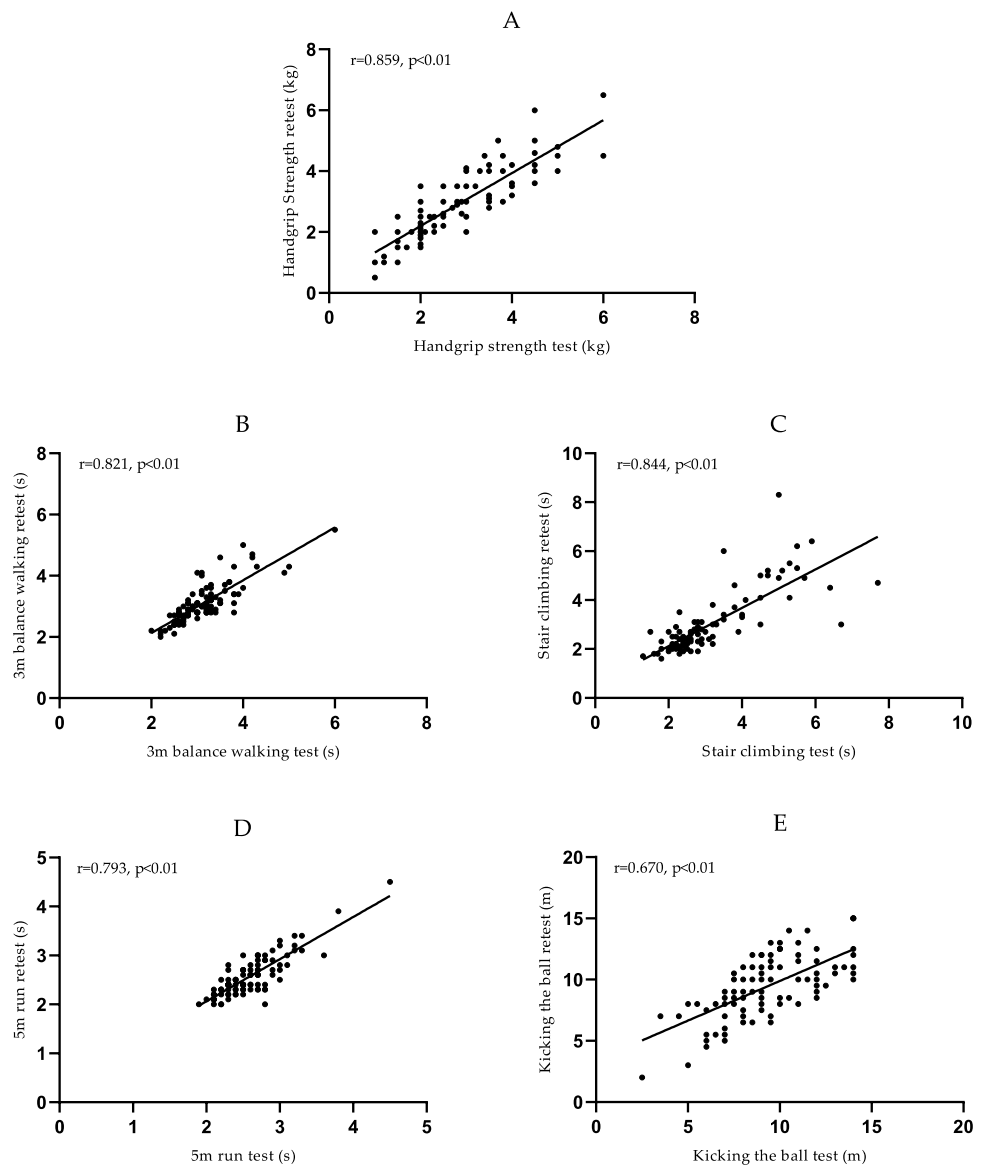 A
r=0.859, p<0.01
Handgrip Strength retest (kg)
8
6
4
2
0
0 2 4 6 8
Handgrip strength test (kg)
B
r=0.821, p<0.01
3m balance walking retest (s)
8
6
4
2
0
0 2 4 6 8
3m balance walking test (s)
C
r=0.844, p<0.01
Stair climbing retest (s)
10
8
6
4
2
0
0 2 4 6 8 10
Stair climbing test (s)
D
r=0.793, p<0.01
5m run retest (s)
5
4
3
2
1
0
0 1 2 3 4 5
5m run test (s)
E
r=0.670, p<0.01
Kicking the ball retest (m)
20
15
10
5
0
0 5 10 15 20
Kicking the ball test (m)